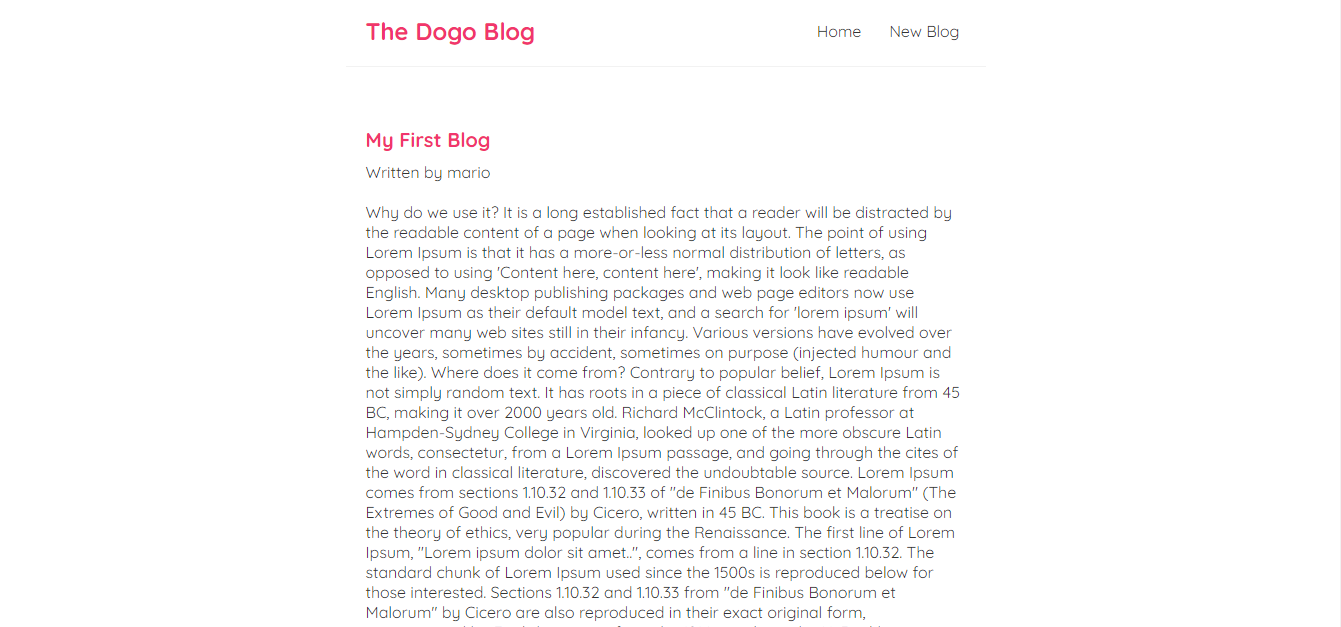 The Dogo Blog
Home
New Blog
My First Blog
Written by mario
Why do we use it? It is a long established fact that a reader will be distracted by
the readable content of a page when looking at its layout. The point of using
Lorem Ipsum is that it has a more-or-less normal distribution of letters, as
opposed to using 'Content here, content here', making it look like readable
English. Many desktop publishing packages and web page editors now use
Lorem Ipsum as their default model text, and a search for 'lorem ipsum' will
uncover many web sites still in their infancy. Various versions have evolved over
the years, sometimes by accident, sometimes on purpose (injected humour and
the like). Where does it come from? Contrary to popular belief, Lorem Ipsum is
not simply random text. It has roots in a piece of classical Latin literature from 45
BC, making it over 2000 years old. Richard McClintock, a Latin professor at
Hampden-Sydney College in Virginia, looked up one of the more obscure Latin
words, consectetur, from a Lorem Ipsum passage, and going through the cites of
the word in classical literature, discovered the undoubtable source. Lorem Ipsum
comes from sections 1.10.32 and 1.10.33 of "de Finibus Bonorum et Malorum" (The
Extremes of Good and Evil) by Cicero, written in 45 BC. This book is a treatise on
the theory of ethics, very popular during the Renaissance. The first line of Lorem
Ipsum, "Lorem ipsum dolor sit amet..", comes from a line in section 1.10.32. The
standard chunk of Lorem Ipsum used since the 1500s is reproduced below for
those interested. Sections 1.10.32 and 1.10.33 from "de Finibus Bonorum et
Malorum" by Cicero are also reproduced in their exact original form,